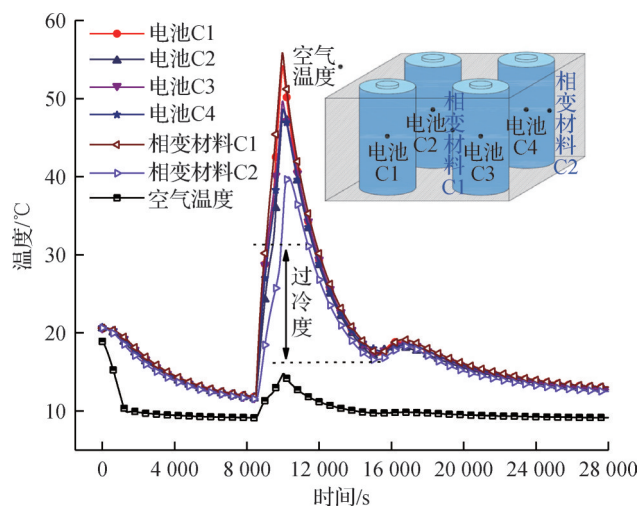 60
50
40
30
20
10
温度/℃
0
4 000
8 000
12 000
16 000
20 000
24 000
28 000
时间/s
电池C1
电池C2
电池C3
电池C4
相变材料C1
相变材料C2
空气温度
空气
温度
过冷度
电池
C1
电池
C2
相变材料
C1
电池
C3
电池
C4
相变材料
C2